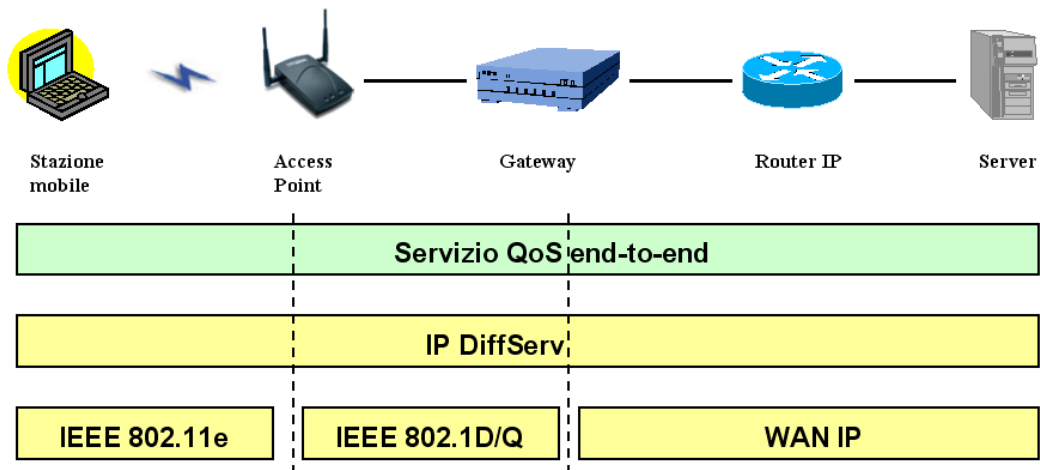 Stazione
mobile
Access
Point
Gateway
Router IP
Server
Servizio QoS end-to-end
IP DiffServ
IEEE 802.11e
IEEE 802.1D/Q
WAN IP